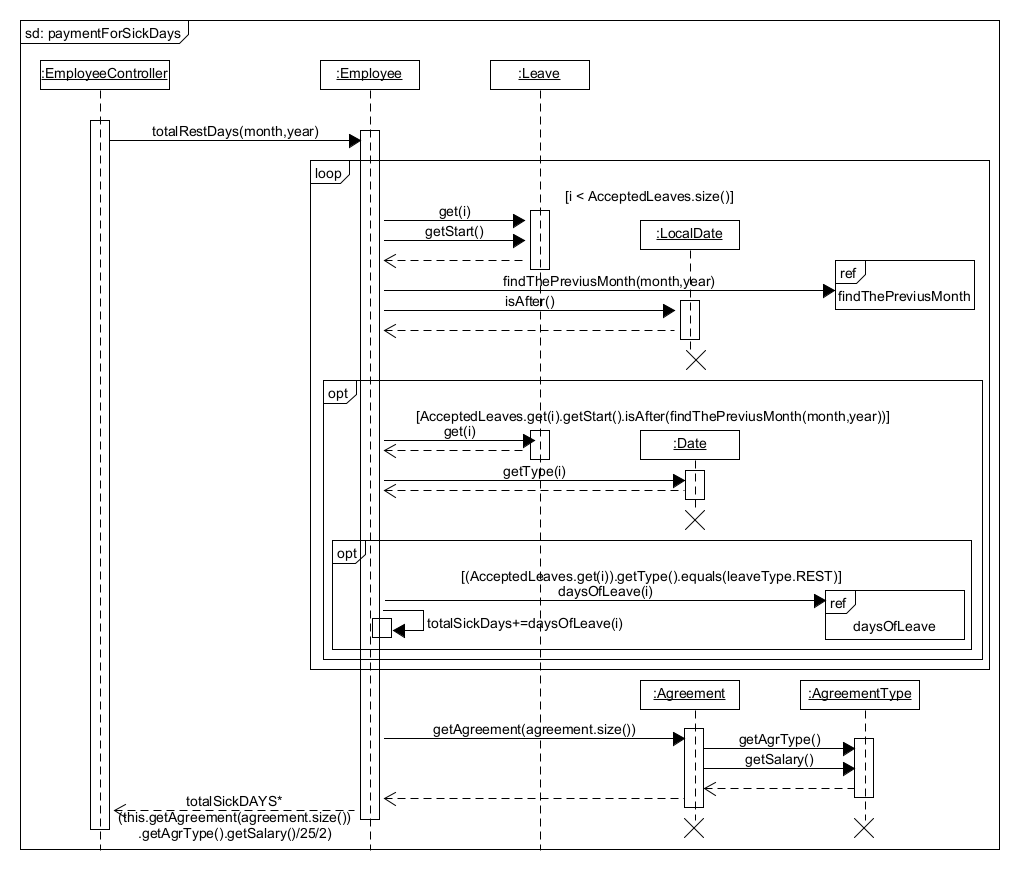 sd: paymentForSickDays
:EmployeeController
:Employee
:Leave
totalRestDays(month,year)
loop
[i < AcceptedLeaves.size()]
get(i)
getStart()
:LocalDate
findThePreviusMonth(month,year)
ref
findThePreviusMonth
isAfter()
opt
[AcceptedLeaves.get(i).getStart().isAfter(findThePreviusMonth(month,year))]
get(i)
:Date
getType(i)
opt
[(AcceptedLeaves.get(i)).getType().equals(leaveType.REST)]
daysOfLeave(i)
ref
daysOfLeave
totalSickDays+=daysOfLeave(i)
:Agreement
:AgreementType
getAgreement(agreement.size())
getAgrType()
getSalary()
totalSickDAYS*
(this.getAgreement(agreement.size())
.getAgrType().getSalary()/25/2)